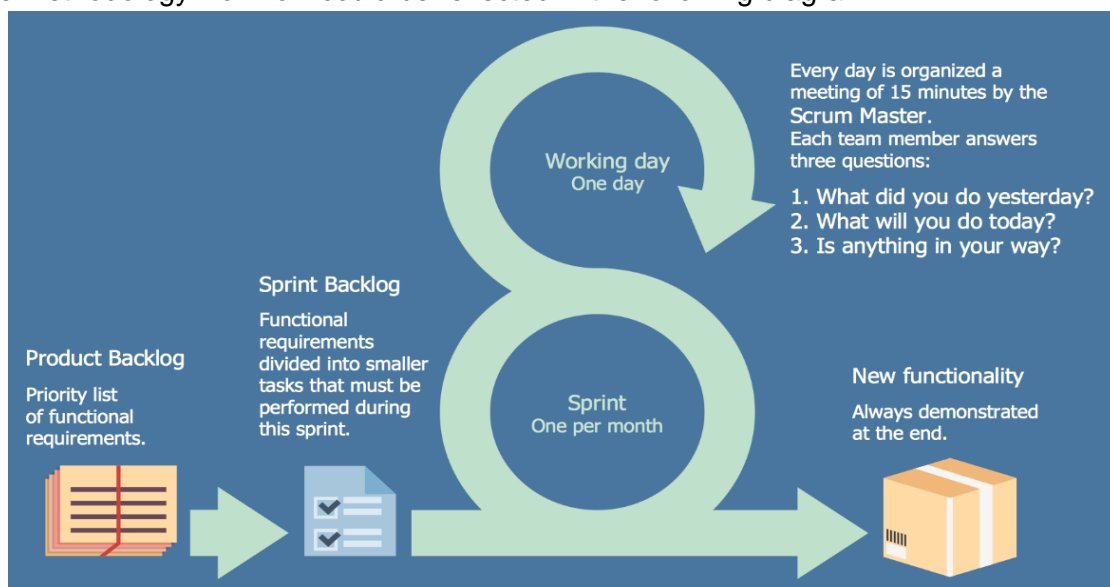 Every day is organized a
meeting of 15 minutes by the
Scrum Master.
Each team member answers
three questions:
1. What did you do yesterday?
2. What will you do today?
3. Is anything in your way?
Working day
One day
Sprint Backlog
Functional
requirements
divided into smaller
tasks that must be
performed during
this sprint.
Product Backlog
Priority list
of functional
requirements.
Sprint
One per month
New functionality
Always demonstrated
at the end.